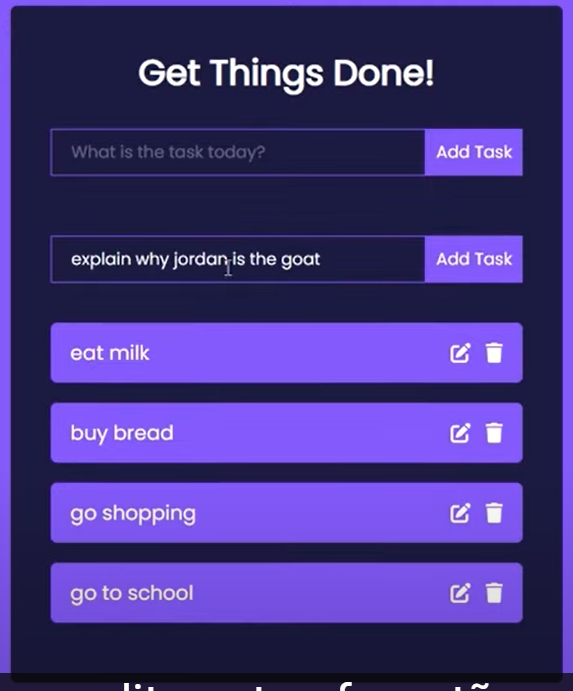 Get Things Done!
What is the task today?
Add Task
explain why jordan is the goat
Add Task
eat milk
buy bread
go shopping
go to school